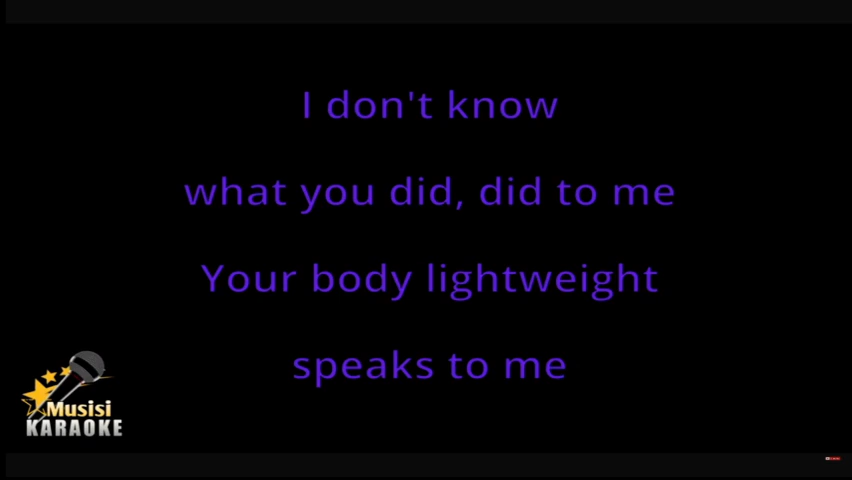 I don't know
what you did, did to me
Your body lightweight
speaks to me
Musisi
KARAOKE